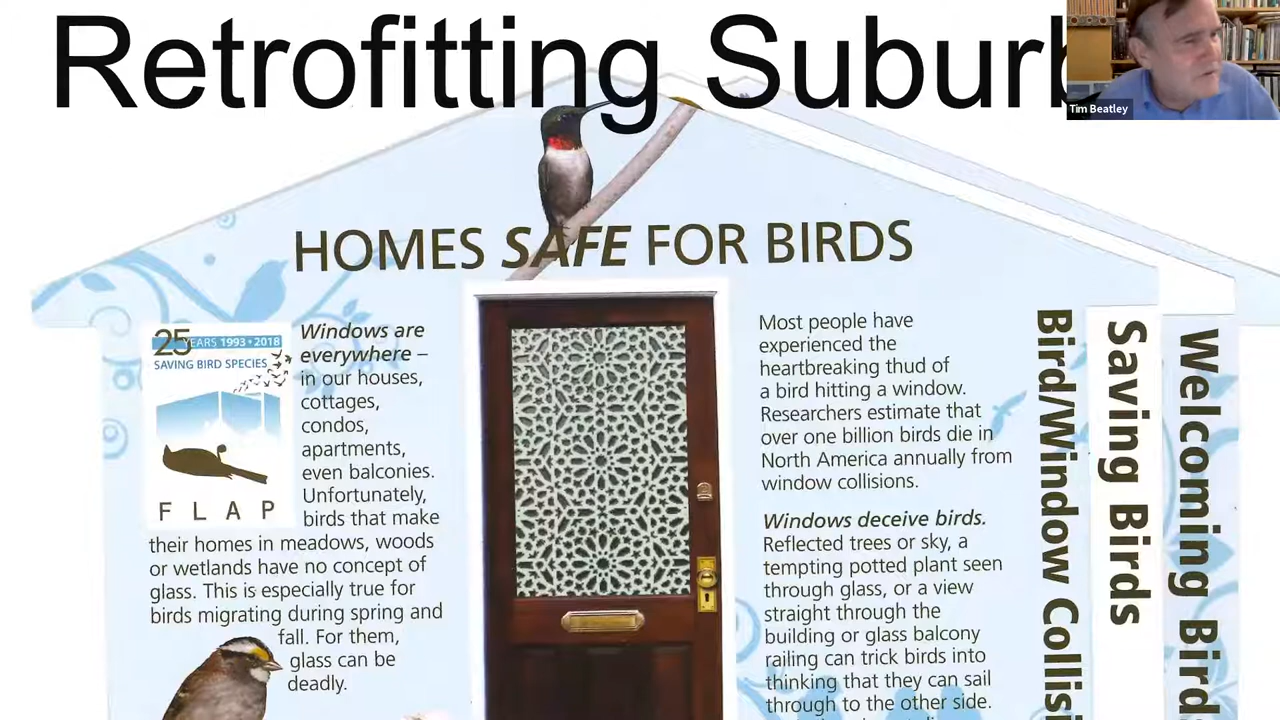 Retrofitting Suburb
Tim Beatley
HOMES SAFE FOR BIRDS
25
YEARS 1993 • 2018
SAVING BIRD SPECIES
FLAP
Windows are
everywhere –
in our houses,
cottages,
condos,
apartments,
even balconies.
Unfortunately,
birds that make
their homes in meadows, woods
or wetlands have no concept of
glass. This is especially true for
birds migrating during spring and
fall. For them,
glass can be
deadly.
Most people have
experienced the
heartbreaking thud of
a bird hitting a window.
Researchers estimate that
over one billion birds die in
North America annually from
window collisions.
Windows deceive birds.
Reflected trees or sky, a
tempting potted plant seen
through glass, or a view
straight through the
building or glass balcony
railing can trick birds into
thinking that they can sail
through to the other side.
Bird/Window Collisi
Saving Birds
Welcoming Bird